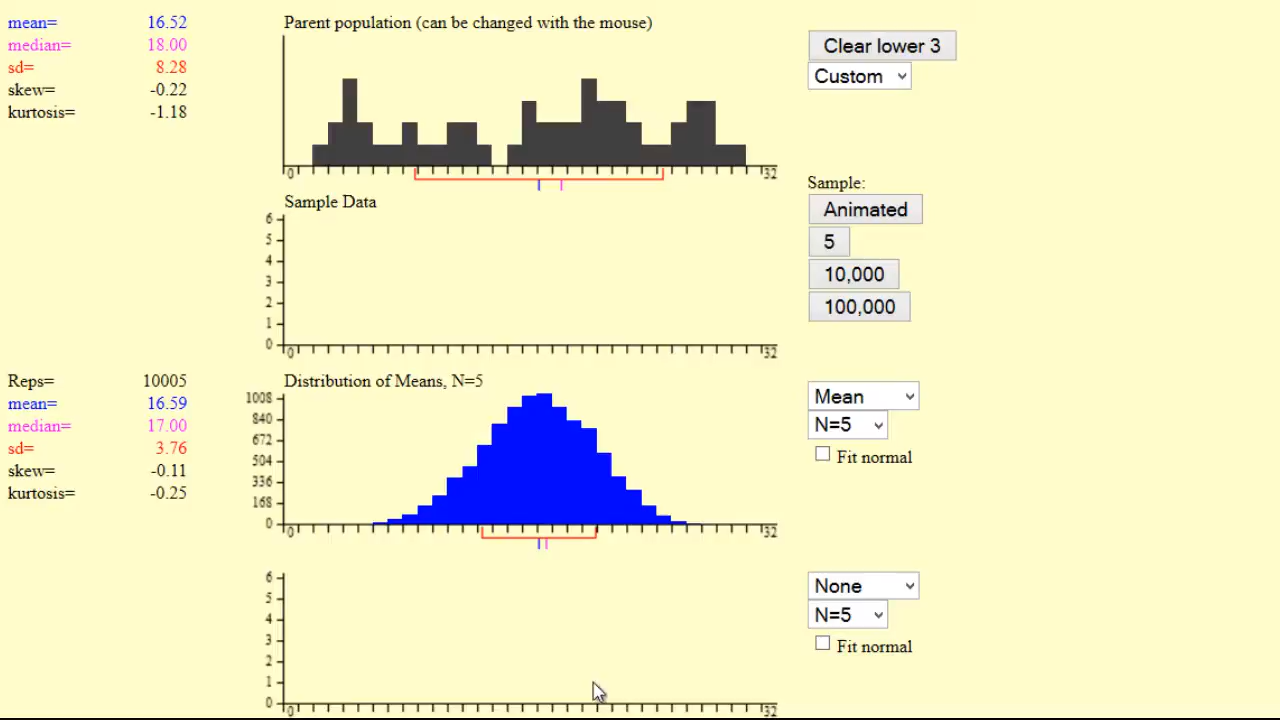 mean= 16.52
median= 18.00
sd= 8.28
skew= -0.22
kurtosis= -1.18
Parent population (can be changed with the mouse)
0 32
Clear lower 3
Custom
Sample Data
6
5
4
3
2
1
0
0 32
Sample:
Animated
5
10,000
100,000
Reps= 10005
mean= 16.59
median= 17.00
sd= 3.76
skew= -0.11
kurtosis= -0.25
Distribution of Means, N=5
1008
840
672
504
336
168
0
0 32
Mean
N=5
Fit normal
6
5
4
3
2
1
0
0 32
None
N=5
Fit normal